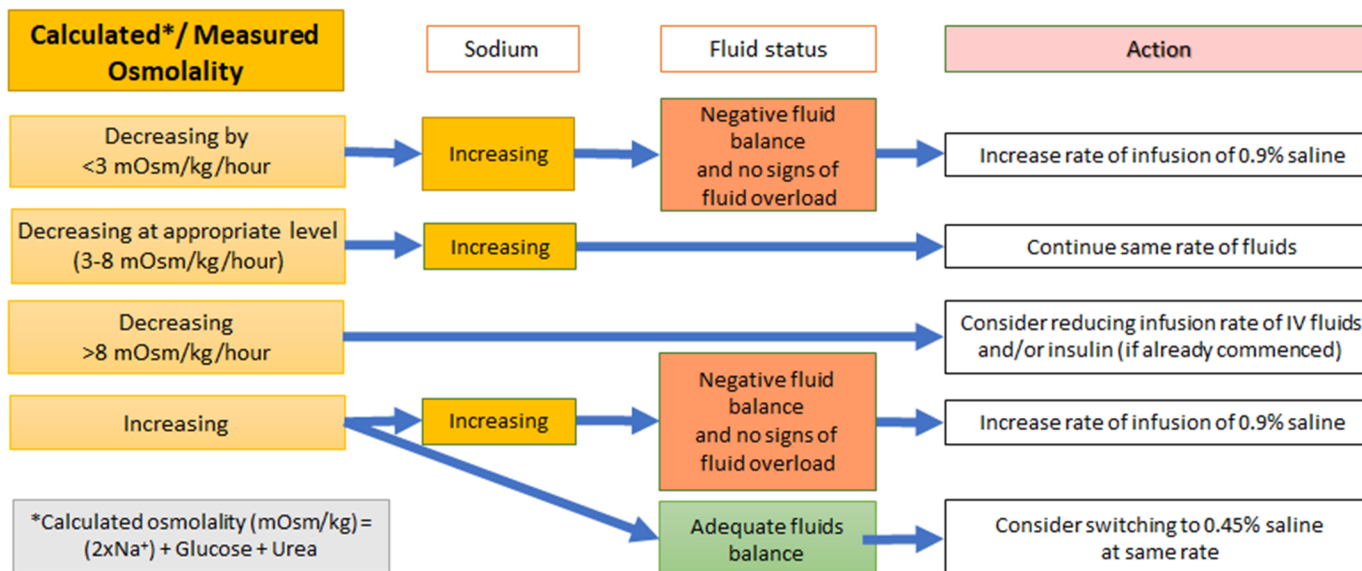 Calculated*/ Measured
Osmolality
Sodium
Fluid status
Action
Decreasing by
<3 mOsm/kg/hour
Increasing
Negative fluid
balance
and no signs of
fluid overload
Increase rate of infusion of 0.9% saline
Decreasing at appropriate level
(3-8 mOsm/kg/hour)
Increasing
Continue same rate of fluids
Decreasing
>8 mOsm/kg/hour
Consider reducing infusion rate of IV fluids
and/or insulin (if already commenced)
Increasing
Increasing
Negative fluid
balance
and no signs of
fluid overload
Increase rate of infusion of 0.9% saline
*Calculated osmolality (mOsm/kg) =
(2xNa⁺) + Glucose + Urea
Adequate fluids
balance
Consider switching to 0.45% saline
at same rate